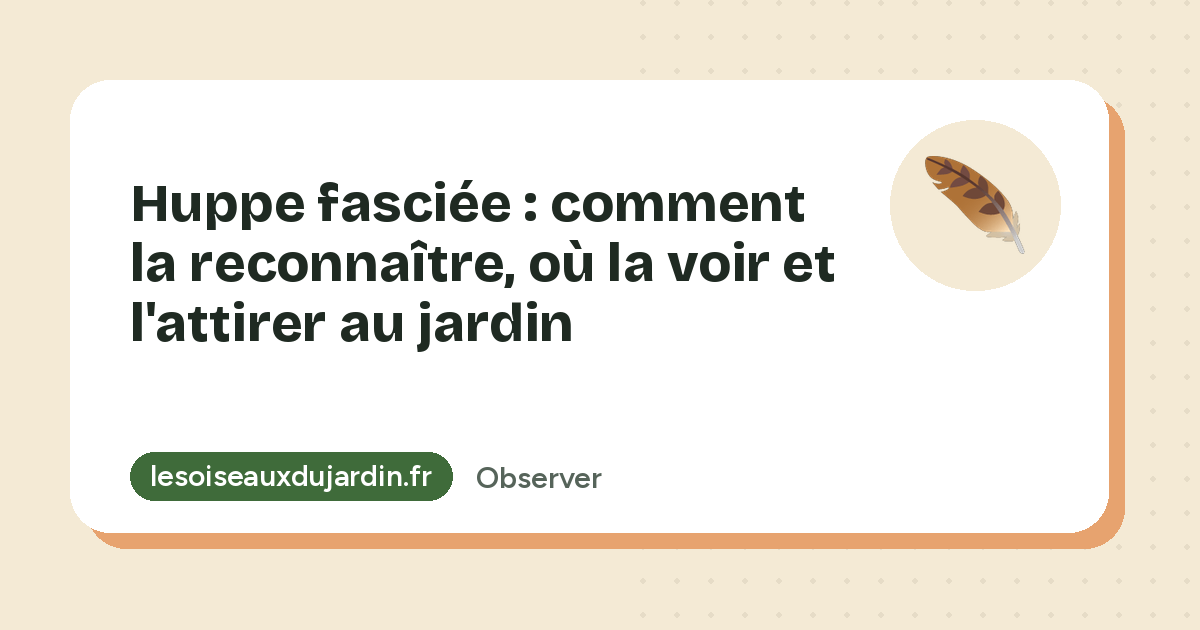 Huppe fasciée : comment
la reconnaître, où la voir et
l'attirer au jardin
lesoiseauxdujardin.fr
Observer